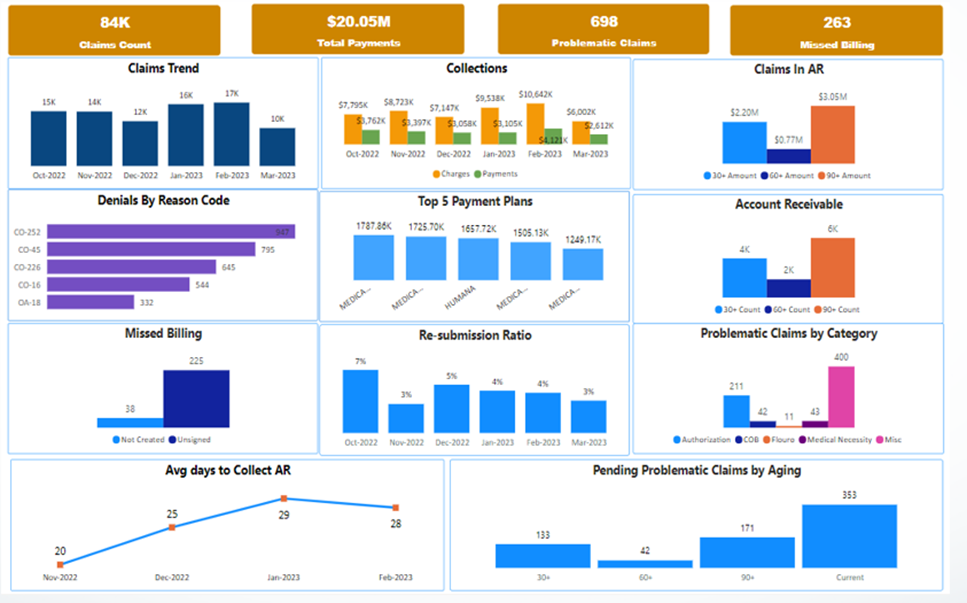 84K
Claims Count
$20.05M
Total Payments
698
Problematic Claims
263
Missed Billing
Claims Trend
15K 14K 12K 16K 17K 10K
Oct-2022 Nov-2022 Dec-2022 Jan-2023 Feb-2023 Mar-2023
Collections
$7,795K $8,723K $7,147K $9,538K $10,642K $6,002K
$3,762K $3,397K $3,058K $3,105K $4,121K $2,612K
Oct-2022 Nov-2022 Dec-2022 Jan-2023 Feb-2023 Mar-2023
Charges Payments
Claims In AR
$2.20M $0.77M $3.05M
30+ Amount 60+ Amount 90+ Amount
Denials By Reason Code
CO-252 947
CO-45 795
CO-226 645
CO-16 544
OA-18 332
Top 5 Payment Plans
1787.86K 1725.70K 1657.72K 1505.13K 1249.17K
MEDICA... MEDICA... HUMANA MEDICA... MEDICA...
Account Receivable
4K 2K 6K
30+ Count 60+ Count 90+ Count
Missed Billing
38 225
Not Created Unsigned
Re-submission Ratio
7% 3% 5% 4% 4% 3%
Oct-2022 Nov-2022 Dec-2022 Jan-2023 Feb-2023 Mar-2023
Problematic Claims by Category
211 42 11 43 400
Authorization COB Flouro Medical Necessity Misc
Avg days to Collect AR
20 25 29 28
Nov-2022 Dec-2022 Jan-2023 Feb-2023
Pending Problematic Claims by Aging
133 42 171 353
30+ 60+ 90+ Current